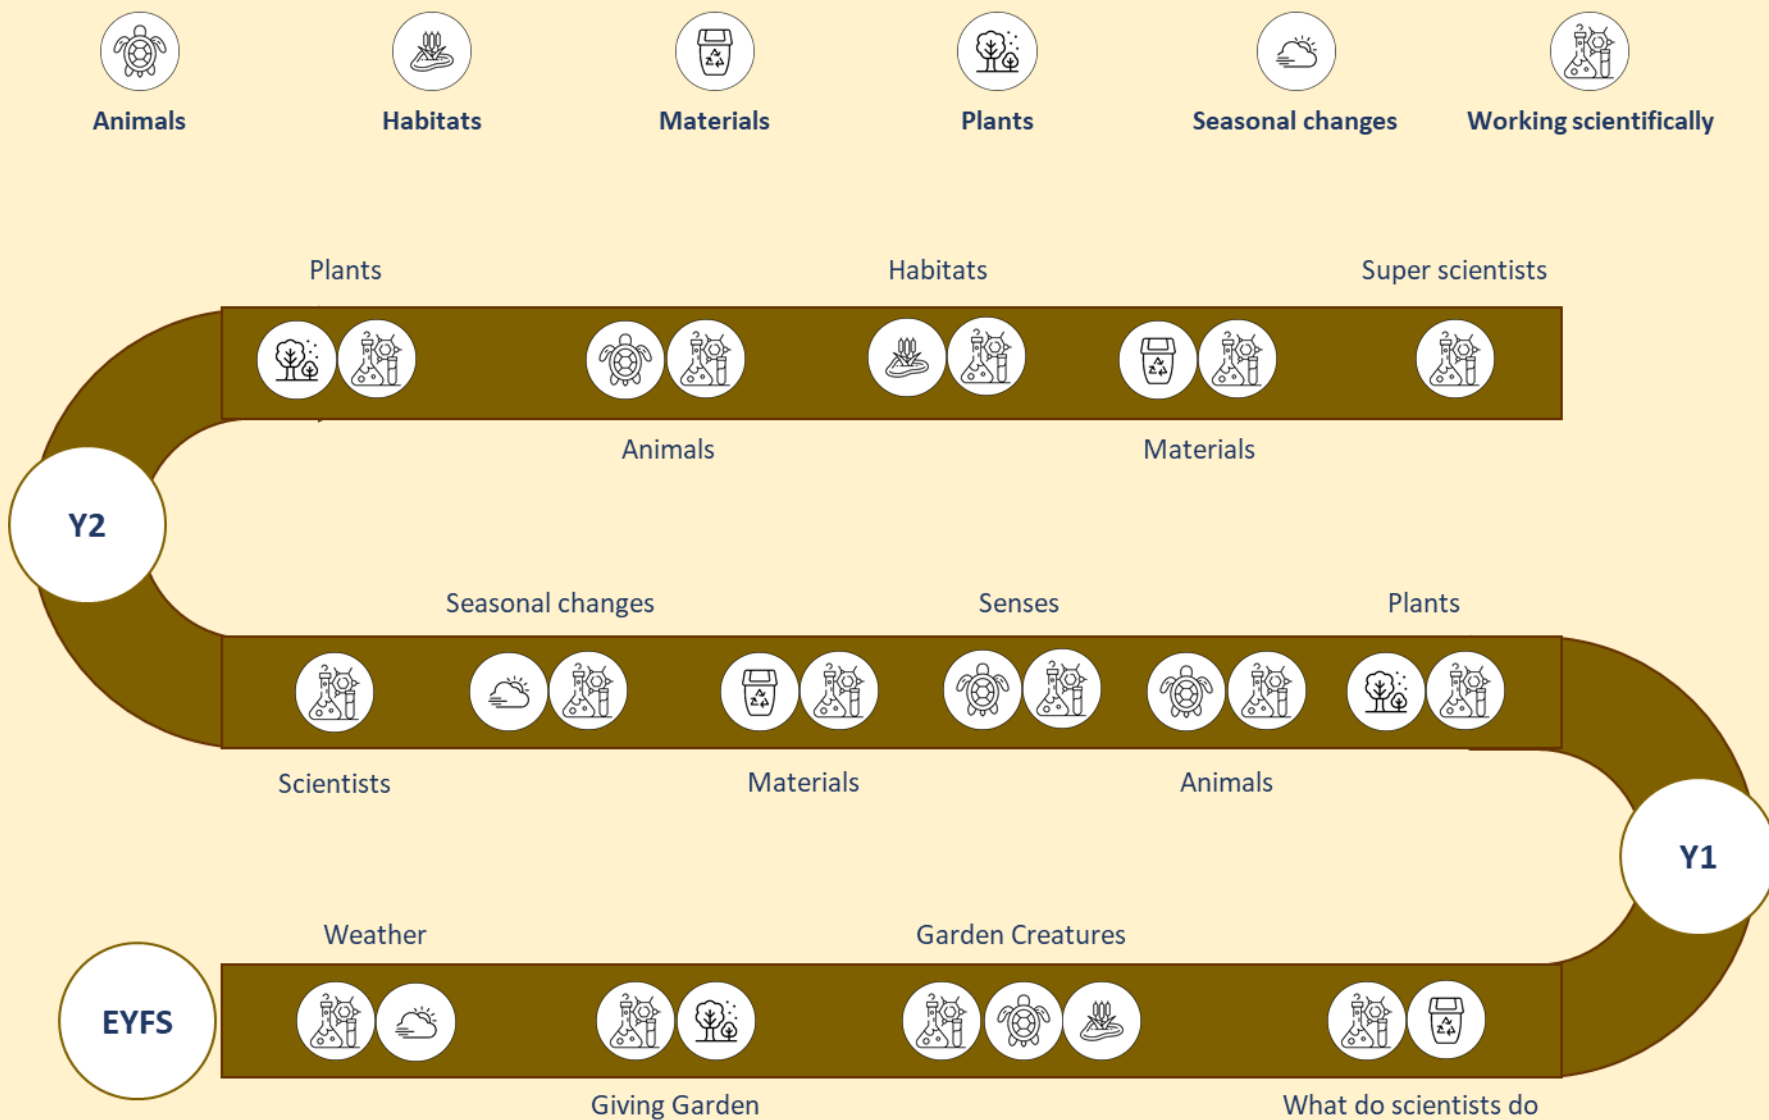 Animals
Habitats
Materials
Plants
Seasonal changes
Working scientifically
Plants
Habitats
Super scientists
Animals
Materials
Y2
Seasonal changes
Senses
Plants
Scientists
Materials
Animals
Y1
Weather
Garden Creatures
EYFS
Giving Garden
What do scientists do